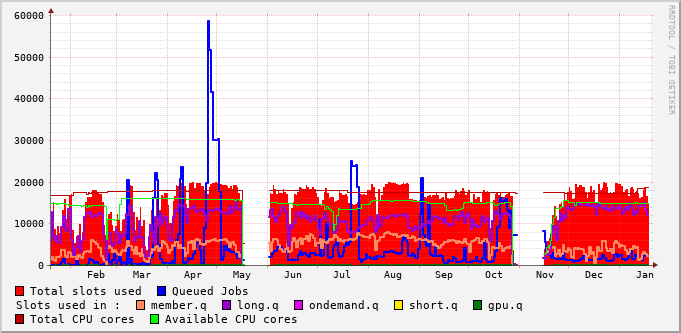 60000
50000
40000
30000
20000
10000
0
Feb Mar Apr May Jun Jul Aug Sep Oct Nov Dec Jan
RRDTOOL / TOBI OETIKER
Total slots used Queued Jobs
Slots used in : member.q long.q ondemand.q short.q gpu.q
Total CPU cores Available CPU cores